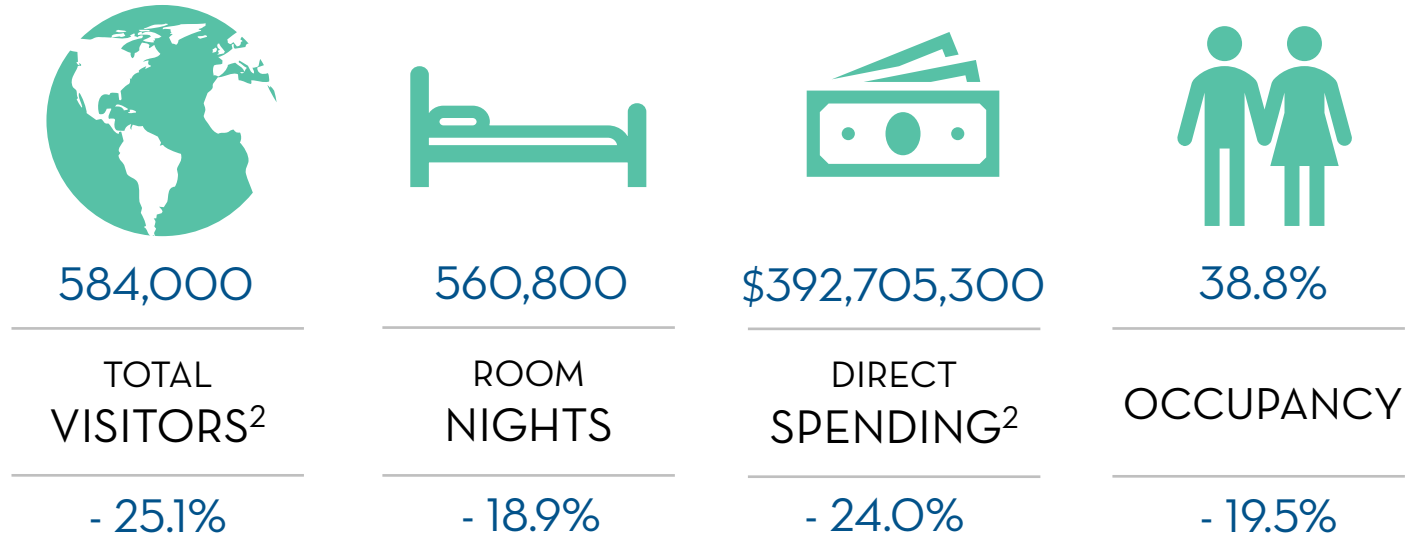 584,000
TOTAL
VISITORS²
- 25.1%
560,800
ROOM
NIGHTS
- 18.9%
$392,705,300
DIRECT
SPENDING²
- 24.0%
38.8%
OCCUPANCY
- 19.5%